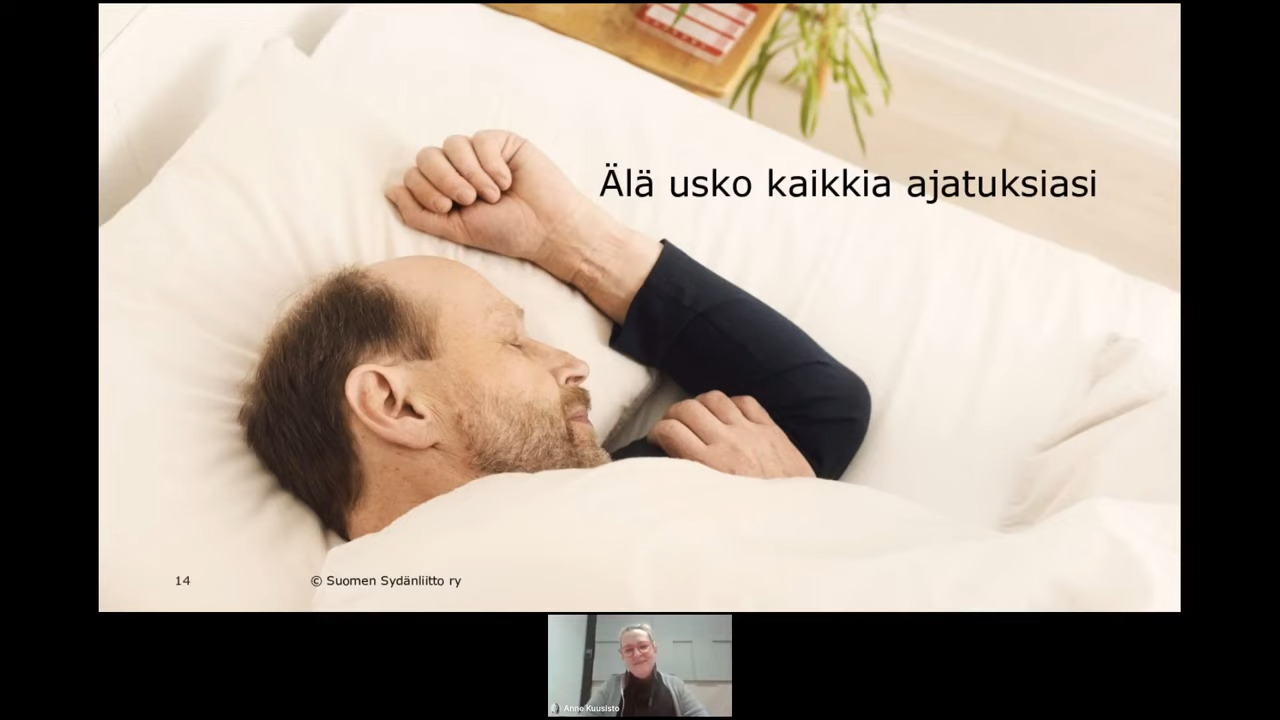 Älä usko kaikkia ajatuksiasi
14
© Suomen Sydänliitto ry
Anne Kuusisto